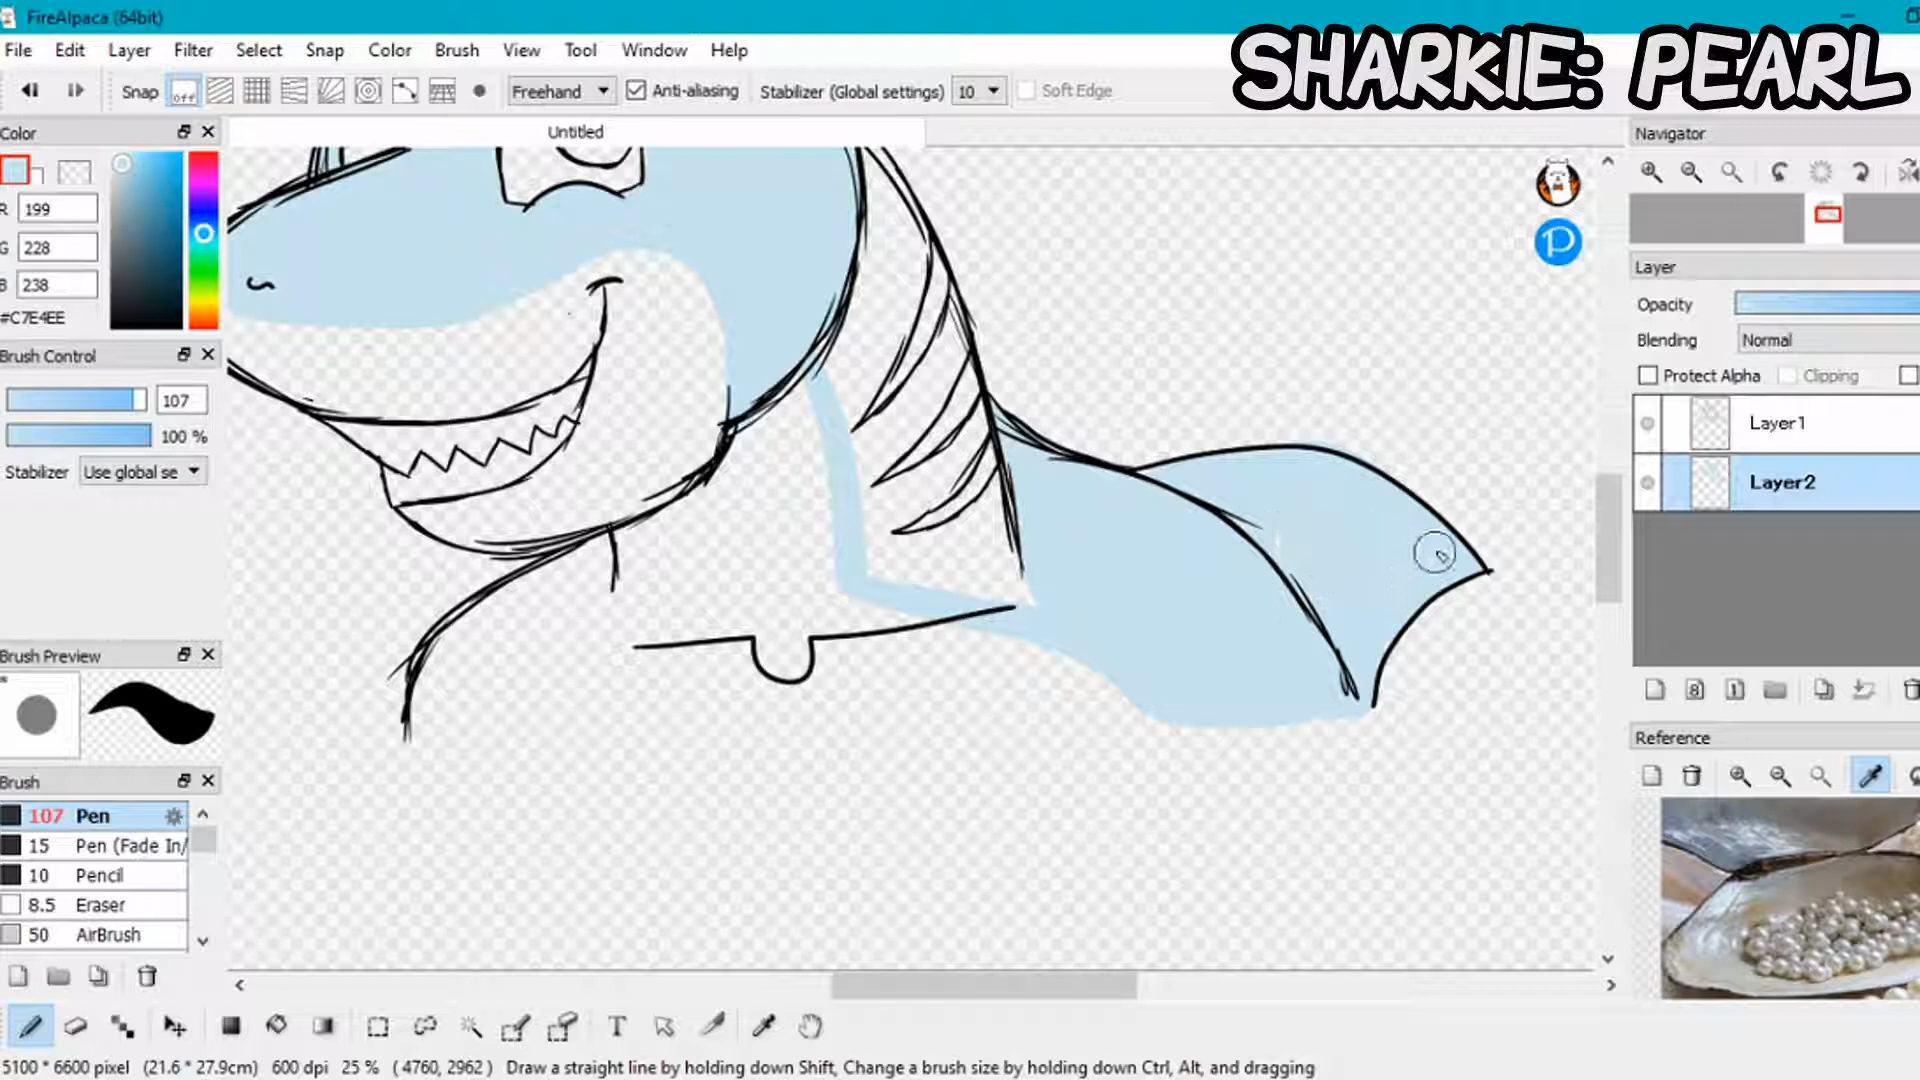 FireAlpaca (64bit)
SHARKIE: PEARL
File Edit Layer Filter Select Snap Color Brush View Tool Window Help
Snap off Freehand Anti-aliasing Stabilizer (Global settings) 10 Soft Edge
Color
Untitled
Navigator
R 199
G 228
B 238
#C7E4EE
Layer
Opacity
Blending Normal
Protect Alpha Clipping
Layer1
Layer2
Brush Control
107
100 %
Stabilizer Use global se
Brush Preview
Reference
Brush
107 Pen
15 Pen (Fade In/
10 Pencil
8.5 Eraser
50 AirBrush
5100 * 6600 pixel (21.6 * 27.9cm) 600 dpi 25 % ( 4760, 2962 ) Draw a straight line by holding down Shift, Change a brush size by holding down Ctrl, Alt, and dragging